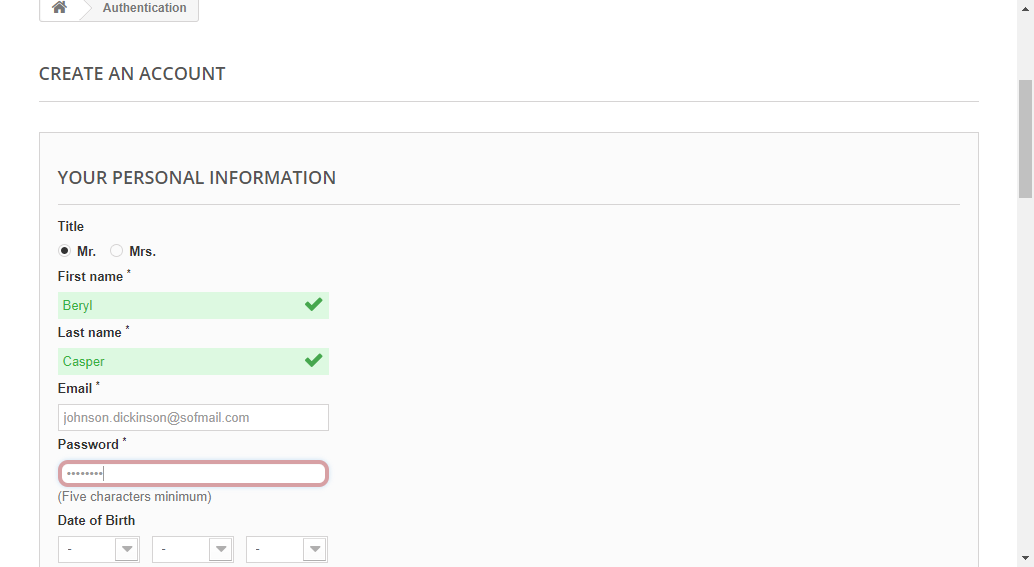 Authentication
CREATE AN ACCOUNT
YOUR PERSONAL INFORMATION
Title
Mr. Mrs.
First name *
Beryl
Last name *
Casper
Email *
johnson.dickinson@sofmail.com
Password *
••••••••
(Five characters minimum)
Date of Birth
- - -